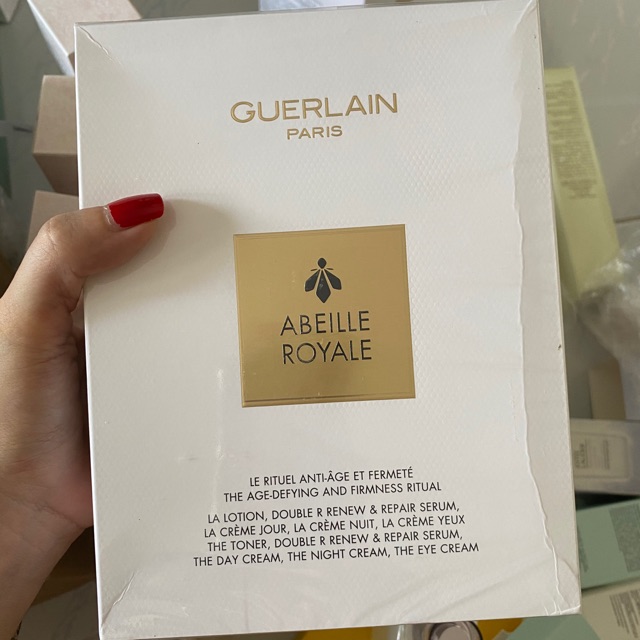 GUERLAIN
PARIS
ABEILLE
ROYALE
LE RITUEL ANTI-ÂGE ET FERMETÉ
THE AGE-DEFYING AND FIRMNESS RITUAL
LA LOTION, DOUBLE R RENEW & REPAIR SERUM,
LA CRÈME JOUR, LA CRÈME NUIT, LA CRÈME YEUX
THE TONER, DOUBLE R RENEW & REPAIR SERUM,
THE DAY CREAM, THE NIGHT CREAM, THE EYE CREAM